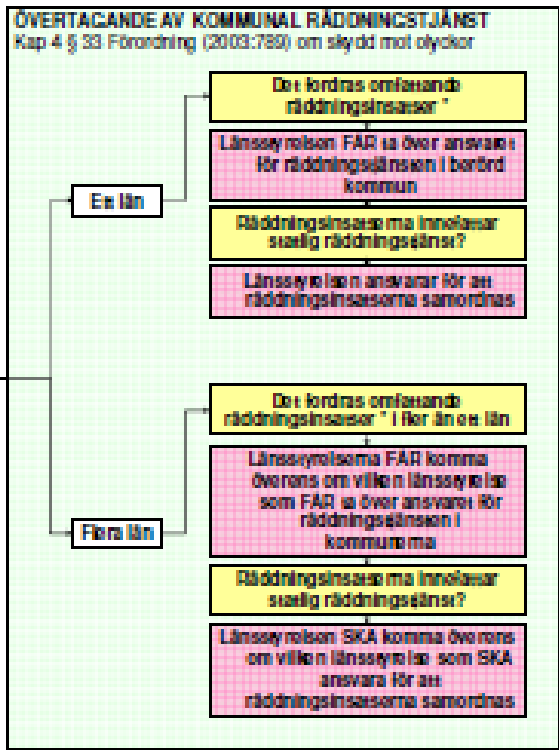 ÖVERTAGANDE AV KOMMUNAL RÄDDNINGSTJÄNST
Kap 4 § 33 Förordning (2003:789) om skydd mot olyckor
Ett län
Det fordras omfattande
räddningsinsatser *
Länsstyrelsen FÅR ta över ansvaret
för räddningstjänsten i berörd
kommun
Räddningsinsatserna innefattar
statlig räddningstjänst?
Länsstyrelsen ansvarar för att
räddningsinsatserna samordnas
Flera län
Det fordras omfattande
räddningsinsatser * i fler än ett län
Länsstyrelserna FÅR komma
överens om vilken länsstyrelse
som FÅR ta över ansvaret för
räddningstjänsten i
kommunerna
Räddningsinsatserna innefattar
statlig räddningstjänst?
Länsstyrelsen SKA komma överens
om vilken länsstyrelse som SKA
ansvara för att
räddningsinsatserna samordnas